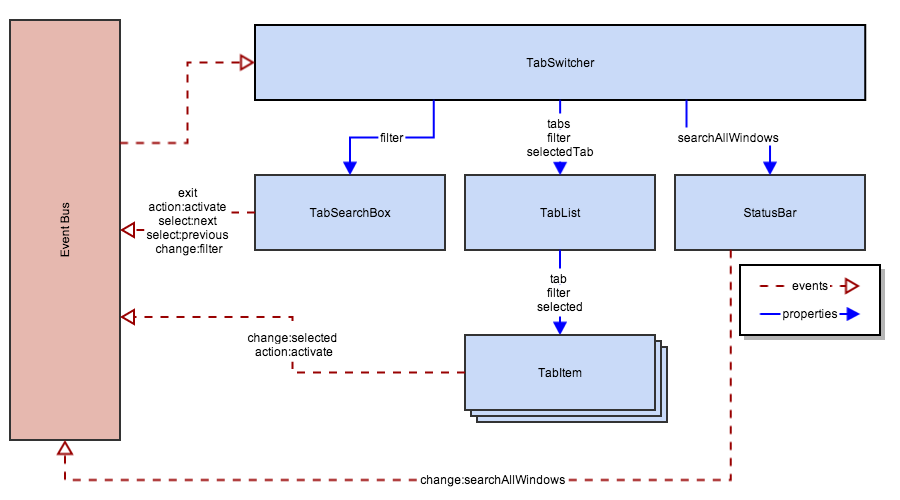 TabSwitcher
filter
tabs
filter
selectedTab
searchAllWindows
exit
action:activate
select:next
select:previous
change:filter
TabSearchBox
TabList
StatusBar
Event Bus
tab
filter
selected
events
properties
change:selected
action:activate
TabItem
change:searchAllWindows